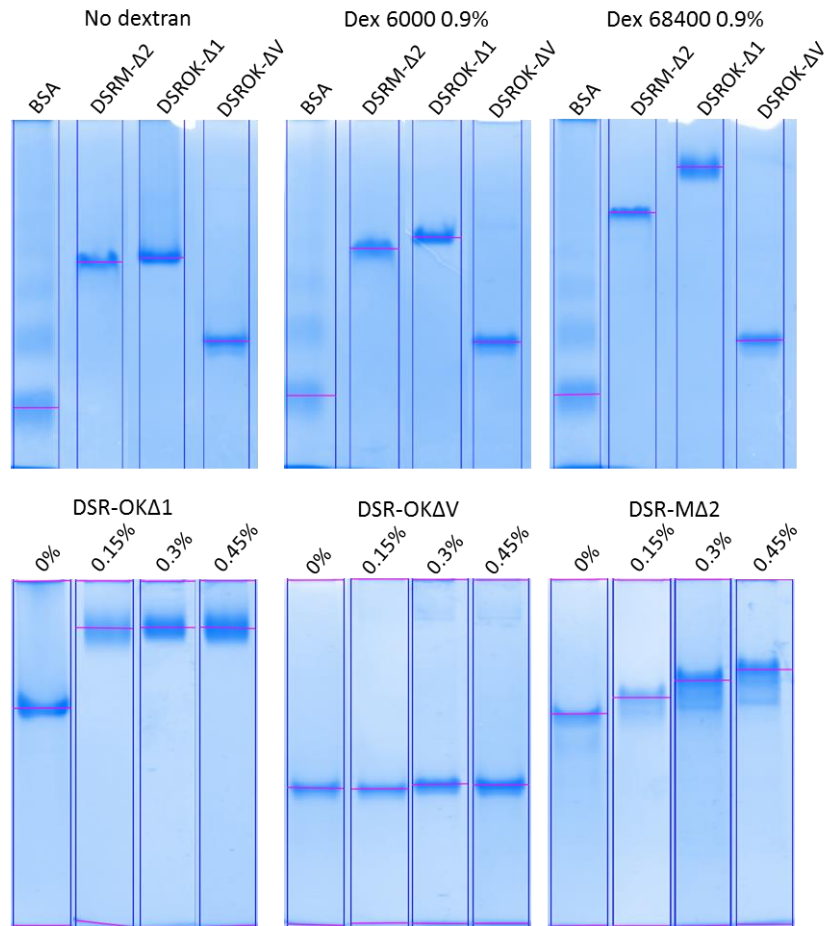 No dextran
Dex 6000 0.9%
Dex 68400 0.9%
BSA
DSRM-Δ2
DSROK-Δ1
DSROK-ΔV
BSA
DSRM-Δ2
DSROK-Δ1
DSROK-ΔV
BSA
DSRM-Δ2
DSROK-Δ1
DSROK-ΔV
DSR-OKΔ1
DSR-OKΔV
DSR-MΔ2
0%
0.15%
0.3%
0.45%
0%
0.15%
0.3%
0.45%
0%
0.15%
0.3%
0.45%